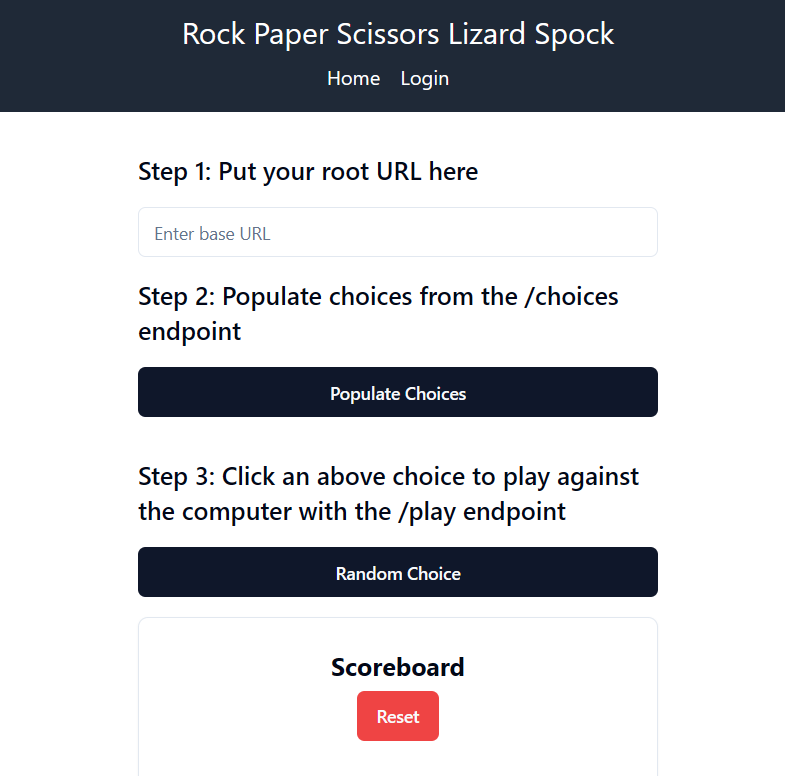 Rock Paper Scissors Lizard Spock
Home Login
Step 1: Put your root URL here
Enter base URL
Step 2: Populate choices from the /choices
endpoint
Populate Choices
Step 3: Click an above choice to play against
the computer with the /play endpoint
Random Choice
Scoreboard
Reset